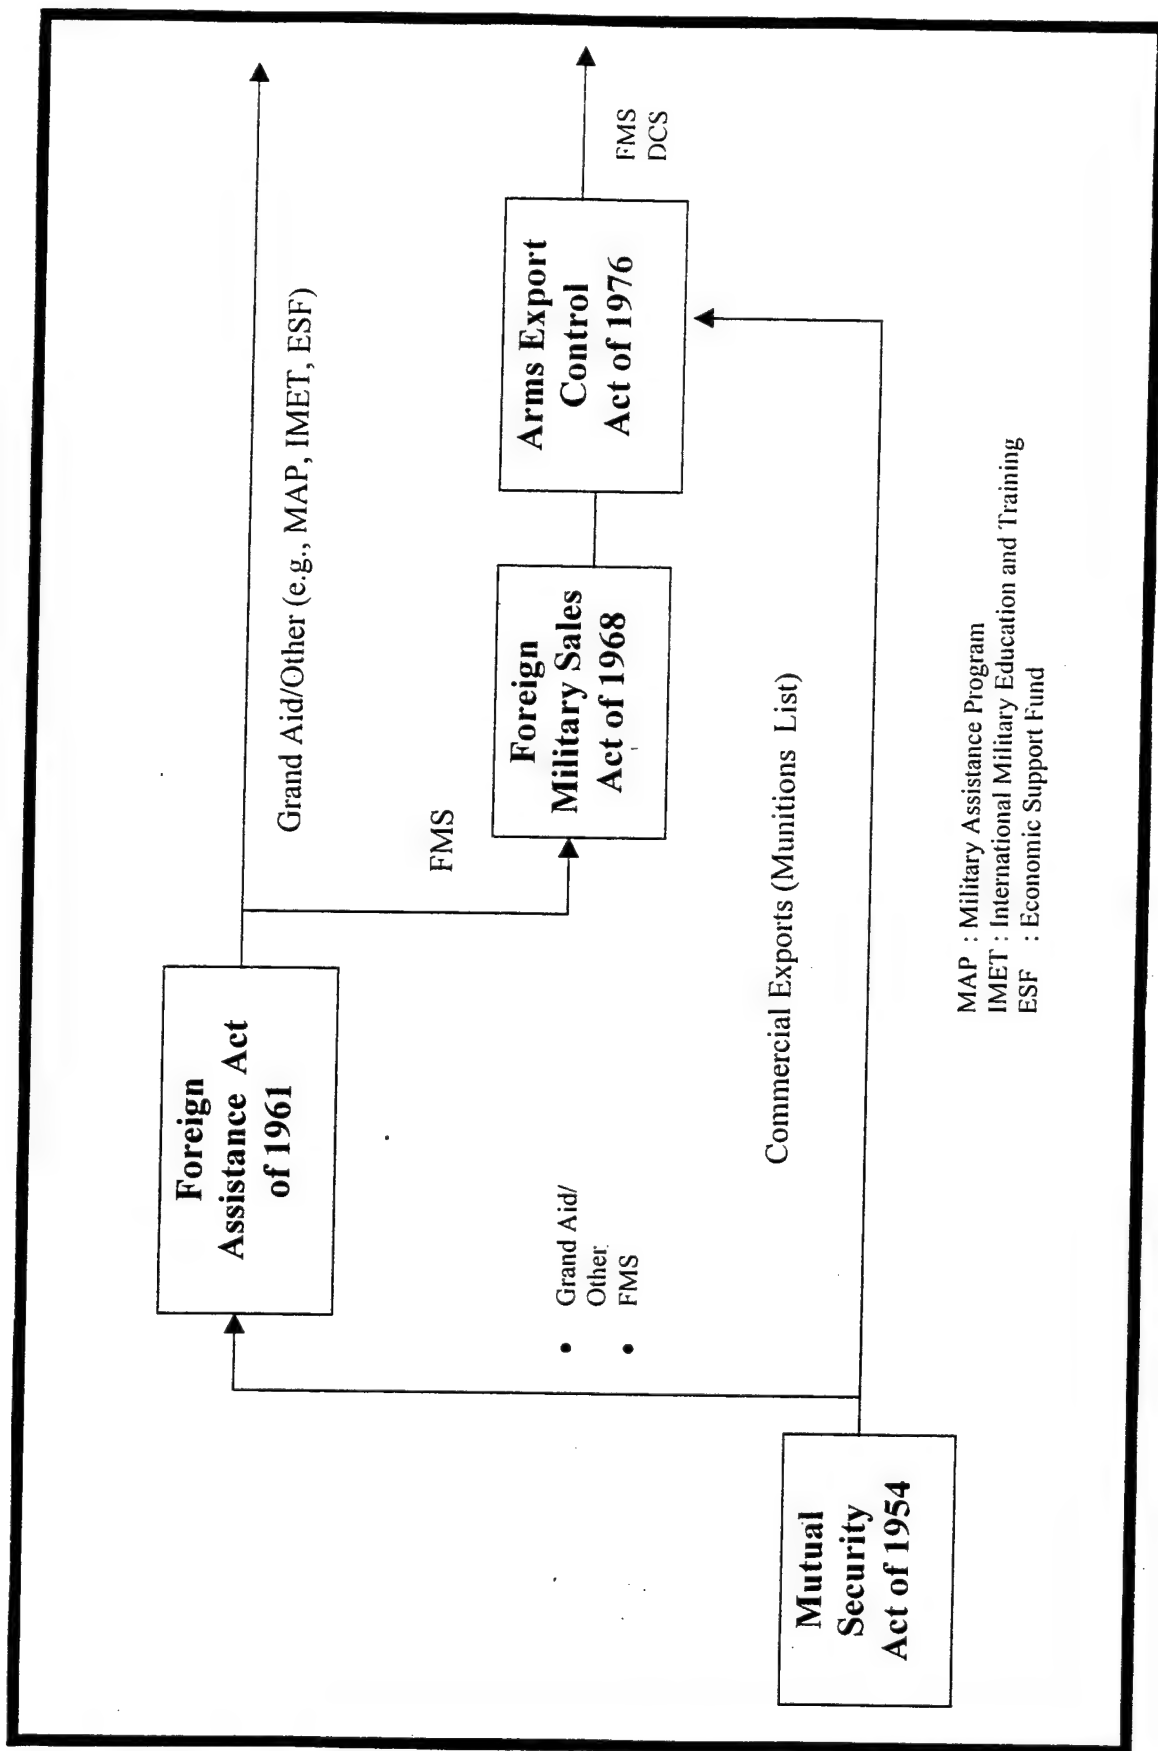 Foreign
Assistance Act
of 1961
Grand Aid/Other (e.g., MAP, IMET, ESF)
FMS
• Grand Aid/
Other
• FMS
Foreign
Military Sales
Act of 1968
Arms Export
Control
Act of 1976
FMS
DCS
Commercial Exports (Munitions List)
Mutual
Security
Act of 1954
MAP : Military Assistance Program
IMET : International Military Education and Training
ESF : Economic Support Fund